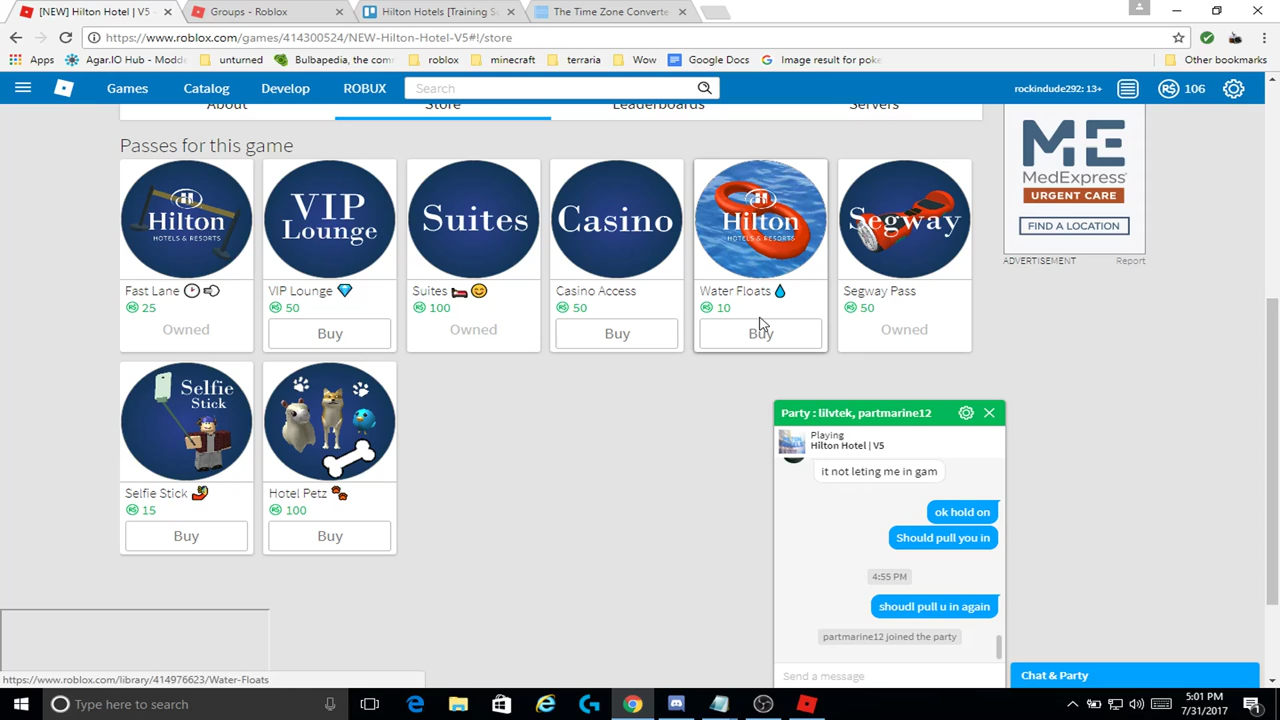 [NEW] Hilton Hotel | V5
Groups - Roblox
Hilton Hotels [Training S
The Time Zone Converte
https://www.roblox.com/games/414300524/NEW-Hilton-Hotel-V5#!/store
Apps
Agar.IO Hub - Modde
unturned
Bulbapedia, the com
roblox
minecraft
terraria
Wow
Google Docs
Image result for poke
Other bookmarks
Games
Catalog
Develop
ROBUX
Search
rockindude292: 13+
R$ 106
About
Store
Leaderboards
Servers
Passes for this game
Hilton
HOTELS & RESORTS
VIP
Lounge
Suites
Casino
Hilton
HOTELS & RESORTS
Segway
Fast Lane 🕑💨
VIP Lounge 💎
Suites 🛏😊
Casino Access
Water Floats 💧
Segway Pass
R$ 25
R$ 50
R$ 100
R$ 50
R$ 10
R$ 50
Owned
Buy
Owned
Buy
Buy
Owned
Selfie
Stick
Selfie Stick 🤳
Hotel Petz 🐾
R$ 15
R$ 100
Buy
Buy
ME
MedExpress
URGENT CARE
FIND A LOCATION
ADVERTISEMENT
Report
Party : lilvtek, partmarine12
Playing
Hilton Hotel | V5
it not leting me in gam
ok hold on
Should pull you in
4:55 PM
shoudl pull u in again
partmarine12 joined the party
Send a message
Chat & Party
https://www.roblox.com/library/414976623/Water-Floats
Type here to search
5:01 PM
7/31/2017